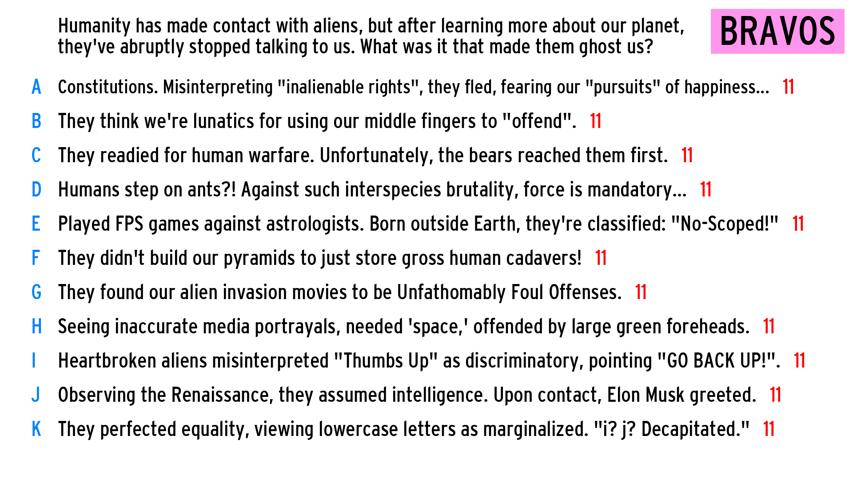 Humanity has made contact with aliens, but after learning more about our planet,
they've abruptly stopped talking to us. What was it that made them ghost us?
BRAVOS
A Constitutions. Misinterpreting "inalienable rights", they fled, fearing our "pursuits" of happiness... 11
B They think we're lunatics for using our middle fingers to "offend". 11
C They readied for human warfare. Unfortunately, the bears reached them first. 11
D Humans step on ants?! Against such interspecies brutality, force is mandatory... 11
E Played FPS games against astrologists. Born outside Earth, they're classified: "No-Scoped!" 11
F They didn't build our pyramids to just store gross human cadavers! 11
G They found our alien invasion movies to be Unfathomably Foul Offenses. 11
H Seeing inaccurate media portrayals, needed 'space,' offended by large green foreheads. 11
I Heartbroken aliens misinterpreted "Thumbs Up" as discriminatory, pointing "GO BACK UP!". 11
J Observing the Renaissance, they assumed intelligence. Upon contact, Elon Musk greeted. 11
K They perfected equality, viewing lowercase letters as marginalized. "i? j? Decapitated." 11